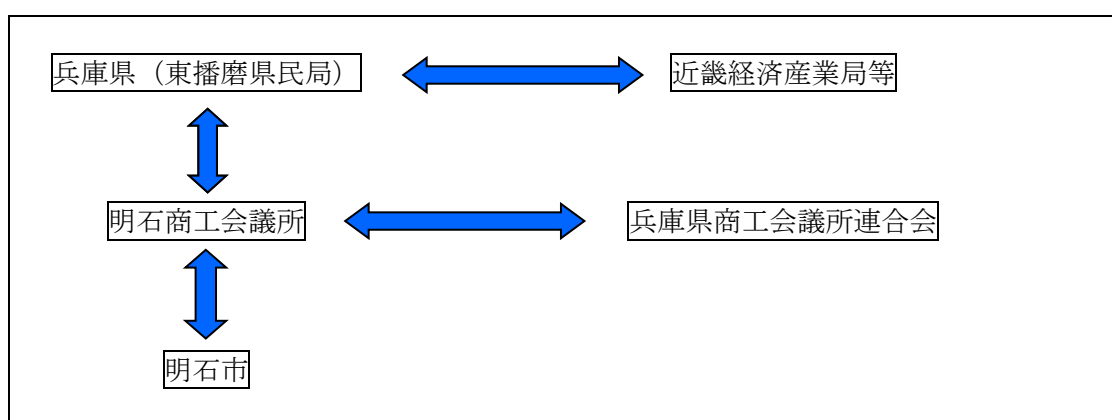 兵庫県（東播磨県民局）
近畿経済産業局等
明石商工会議所
兵庫県商工会議所連合会
明石市